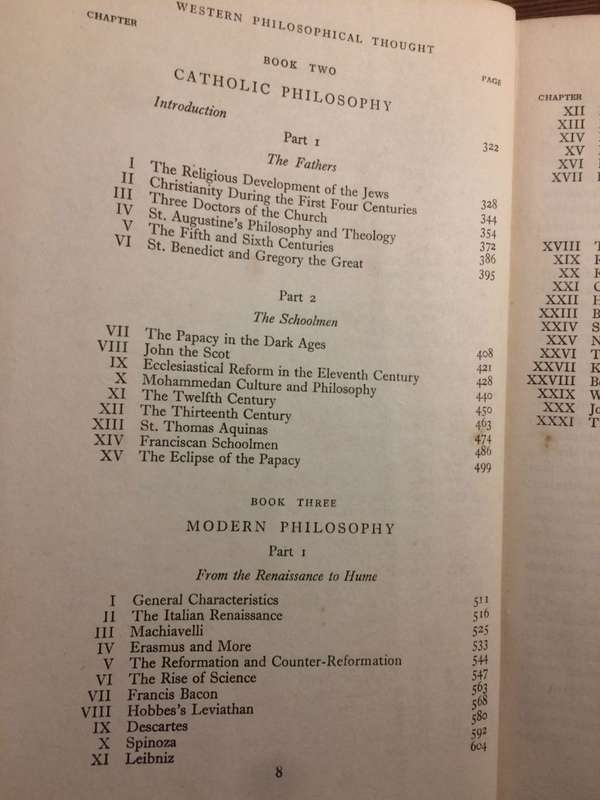 WESTERN PHILOSOPHICAL THOUGHT
CHAPTER PAGE
BOOK TWO
CATHOLIC PHILOSOPHY
Introduction 322
Part 1
The Fathers
I The Religious Development of the Jews 328
II Christianity During the First Four Centuries 344
III Three Doctors of the Church 354
IV St. Augustine's Philosophy and Theology 372
V The Fifth and Sixth Centuries 386
VI St. Benedict and Gregory the Great 395
Part 2
The Schoolmen
VII The Papacy in the Dark Ages 408
VIII John the Scot 421
IX Ecclesiastical Reform in the Eleventh Century 428
X Mohammedan Culture and Philosophy 440
XI The Twelfth Century 450
XII The Thirteenth Century 463
XIII St. Thomas Aquinas 474
XIV Franciscan Schoolmen 486
XV The Eclipse of the Papacy 499
BOOK THREE
MODERN PHILOSOPHY
Part 1
From the Renaissance to Hume
I General Characteristics 511
II The Italian Renaissance 516
III Machiavelli 525
IV Erasmus and More 533
V The Reformation and Counter-Reformation 544
VI The Rise of Science 547
VII Francis Bacon 563
VIII Hobbes's Leviathan 568
IX Descartes 580
X Spinoza 592
XI Leibniz 604
8
CHAPTER
XII
XIII
XIV
XV
XVI
XVII
XVIII
XIX
XX
XXI
XXII
XXIII
XXIV
XXV
XXVI
XXVII
XXVIII
XXIX
XXX
XXXI